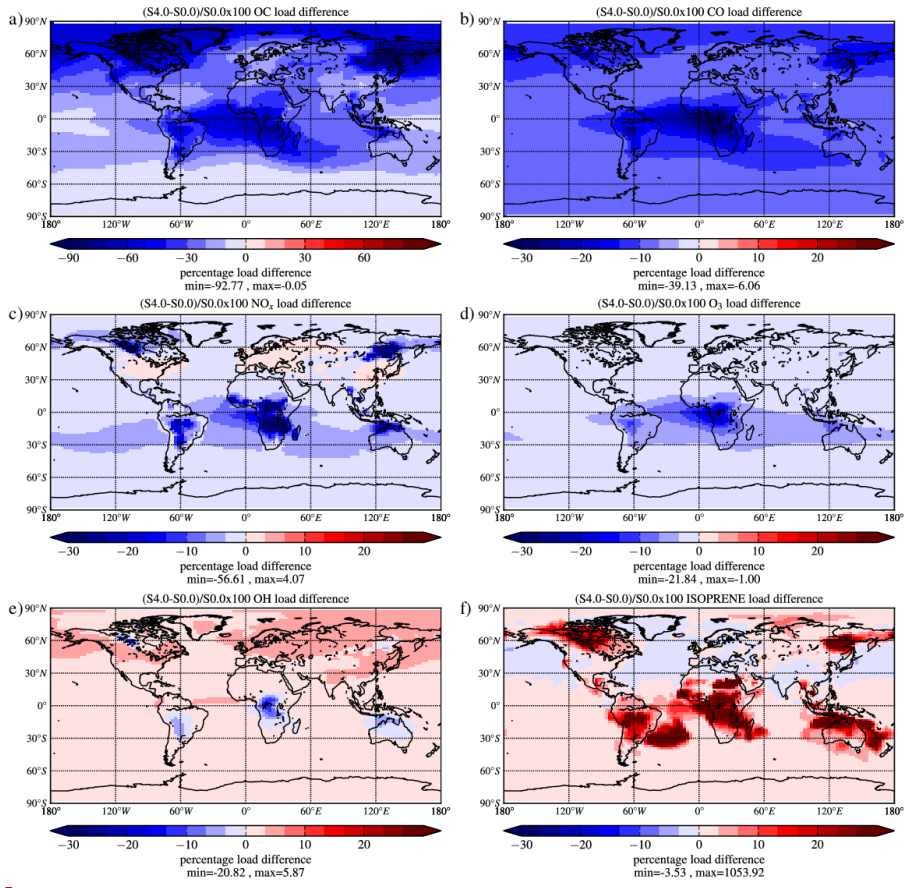 a) (S4.0-S0.0)/S0.0x100 OC load difference
90°N
60°N
30°N
0°
30°S
60°S
90°S
180° 120°W 60°W 0° 60°E 120°E 180°
−90 −60 −30 0 30 60
percentage load difference
min=-92.77 , max=-0.05
b) (S4.0-S0.0)/S0.0x100 CO load difference
90°N
60°N
30°N
0°
30°S
60°S
90°S
180° 120°W 60°W 0° 60°E 120°E 180°
−30 −20 −10 0 10 20
percentage load difference
min=-39.13 , max=-6.06
c) (S4.0-S0.0)/S0.0x100 NOₓ load difference
90°N
60°N
30°N
0°
30°S
60°S
90°S
180° 120°W 60°W 0° 60°E 120°E 180°
−30 −20 −10 0 10 20
percentage load difference
min=-56.61 , max=4.07
d) (S4.0-S0.0)/S0.0x100 O₃ load difference
90°N
60°N
30°N
0°
30°S
60°S
90°S
180° 120°W 60°W 0° 60°E 120°E 180°
−30 −20 −10 0 10 20
percentage load difference
min=-21.84 , max=-1.00
e) (S4.0-S0.0)/S0.0x100 OH load difference
90°N
60°N
30°N
0°
30°S
60°S
90°S
180° 120°W 60°W 0° 60°E 120°E 180°
−30 −20 −10 0 10 20
percentage load difference
min=-20.82 , max=5.87
f) (S4.0-S0.0)/S0.0x100 ISOPRENE load difference
90°N
60°N
30°N
0°
30°S
60°S
90°S
180° 120°W 60°W 0° 60°E 120°E 180°
−30 −20 −10 0 10 20
percentage load difference
min=-3.53 , max=1053.92